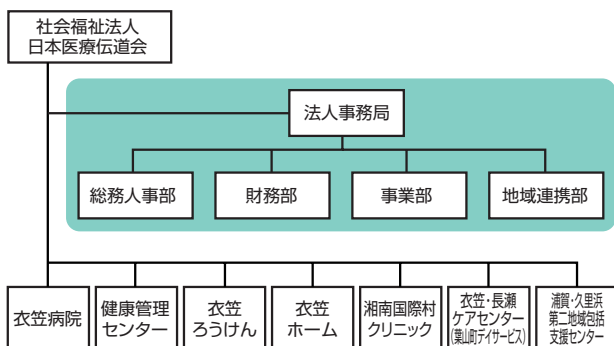 社会福祉法人
日本医療伝道会
法人事務局
総務人事部
財務部
事業部
地域連携部
衣笠病院
健康管理
センター
衣笠
ろうけん
衣笠
ホーム
湘南国際村
クリニック
衣笠・長瀬
ケアセンター
(葉山町デイサービス)
浦賀・久里浜
第二地域包括
支援センター